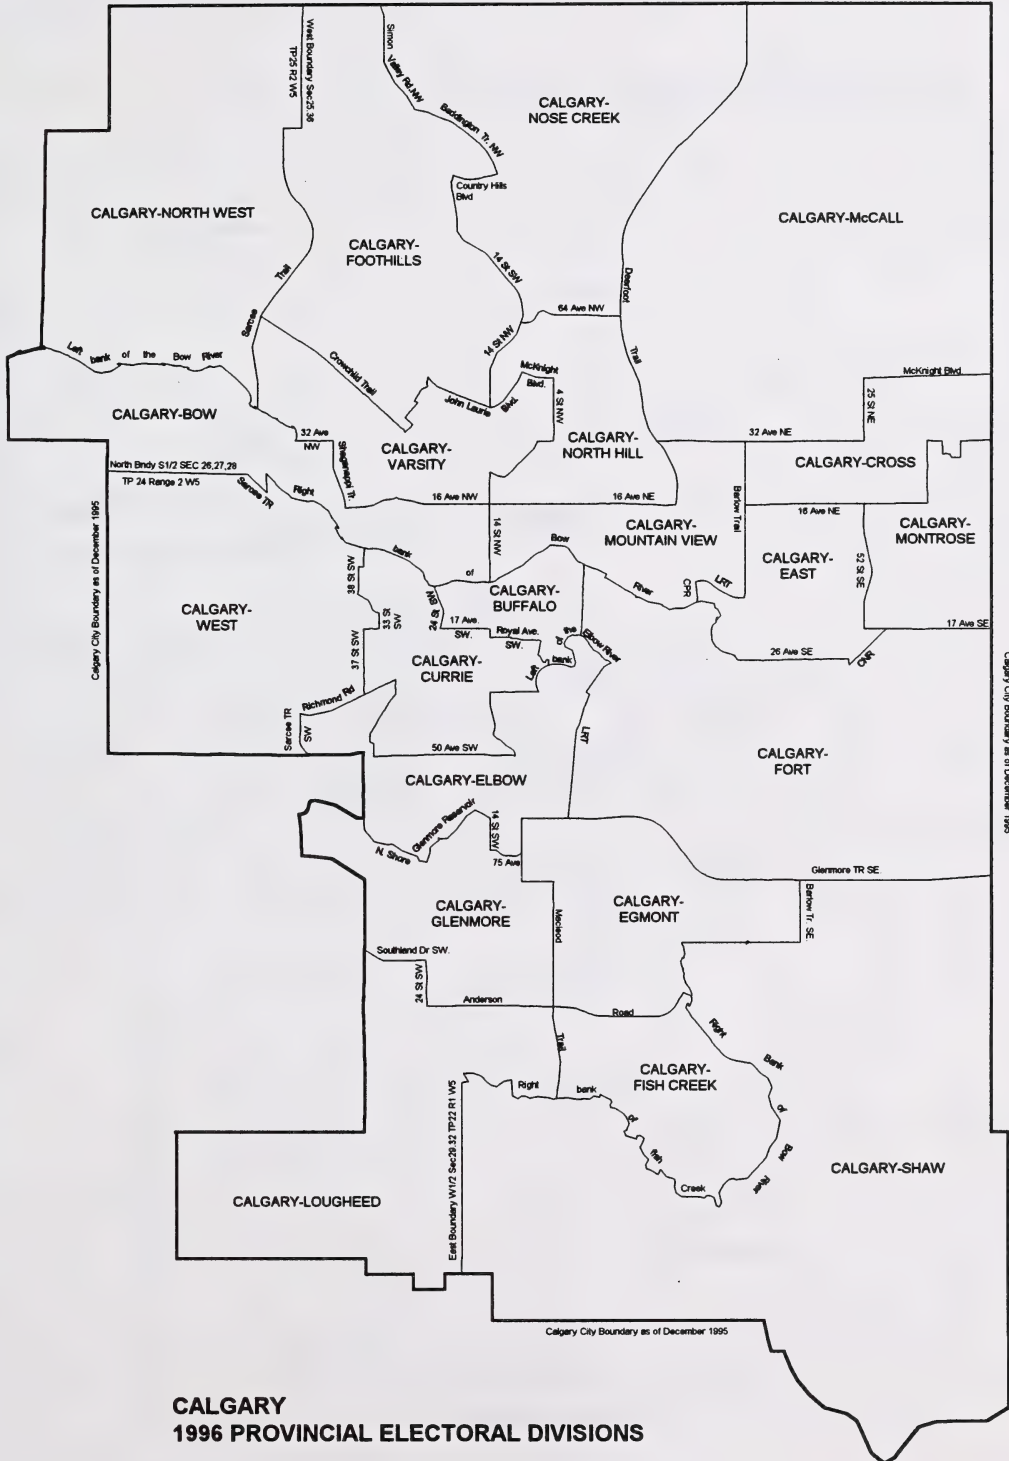 West Boundary Sec25.36
TP25 R2 W5
Simon
Valley Rd. NW
Beddington Tr. NW
CALGARY-
NOSE CREEK
Country Hills
Blvd
CALGARY-NORTH WEST
CALGARY-McCALL
CALGARY-
FOOTHILLS
14 St SW
Sarcee
Trail
Deerfoot
Trail
64 Ave NW
14 St NW
Left bank of the Bow River
Crowchild Trail
McKnight
Blvd.
John Laurie
Blvd.
4 St NW
McKnight Blvd.
25 St NE
CALGARY-BOW
32 Ave
NW
Shaganappi Tr.
CALGARY-
VARSITY
CALGARY-
NORTH HILL
32 Ave NE
CALGARY-CROSS
North Bndy S1/2 SEC 26,27,28
TP 24 Range 2 W5
Sarcee TR
Right
bank
of
Bow
River
16 Ave NW
16 Ave NE
Barlow Trail
16 Ave NE
14 St NW
CALGARY-
MOUNTAIN VIEW
CALGARY-
MONTROSE
CALGARY-
EAST
52 St SE
Calgary City Boundary as of December 1995
38 St SW
CPR
LRT
CALGARY-
BUFFALO
CALGARY-
WEST
33 St
SW
24 St
SW
17 Ave.
SW.
Royal Ave.
SW.
17 Ave SE
37 St SW
Left
bank
of
the
Elbow River
26 Ave SE
CNR
CALGARY-
CURRIE
Richmond Rd
Sarcee TR
SW
LRT
50 Ave SW
CALGARY-
FORT
CALGARY-ELBOW
Calgary City Boundary as of December 1995
N. Shore
Glenmore Reservoir
14 St SW
75 Ave
Glenmore TR SE
CALGARY-
GLENMORE
CALGARY-
EGMONT
Barlow Tr. SE.
Macleod
Trail
Southland Dr SW.
24 St SW
Anderson
Road
Right
Bank
of
Bow
River
CALGARY-
FISH CREEK
Right
bank
of
fish
Creek
East Boundary W1/2 Sec29.32 TP22 R1 W5
CALGARY-SHAW
CALGARY-LOUGHEED
Calgary City Boundary as of December 1995
CALGARY
1996 PROVINCIAL ELECTORAL DIVISIONS